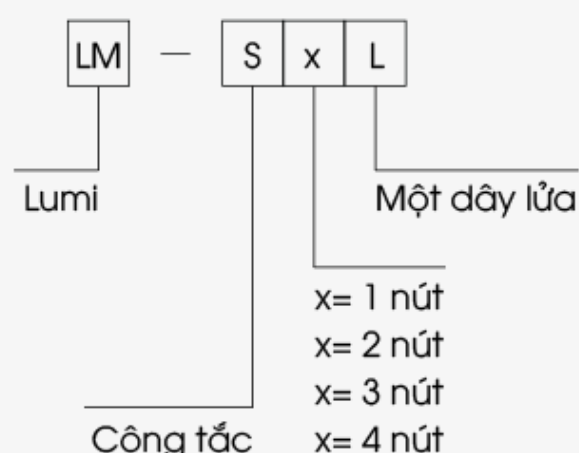 LM — S x L
Lumi
Một dây lửa
x= 1 nút
x= 2 nút
x= 3 nút
Công tắc
x= 4 nút